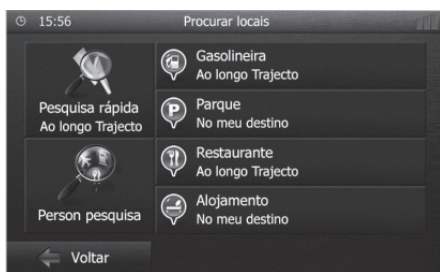 15:56
Procurar locais
Pesquisa rápida
Ao longo Trajecto
Person pesquisa
Gasolineira
Ao longo Trajecto
P
Parque
No meu destino
Restaurante
Ao longo Trajecto
Alojamento
No meu destino
Voltar